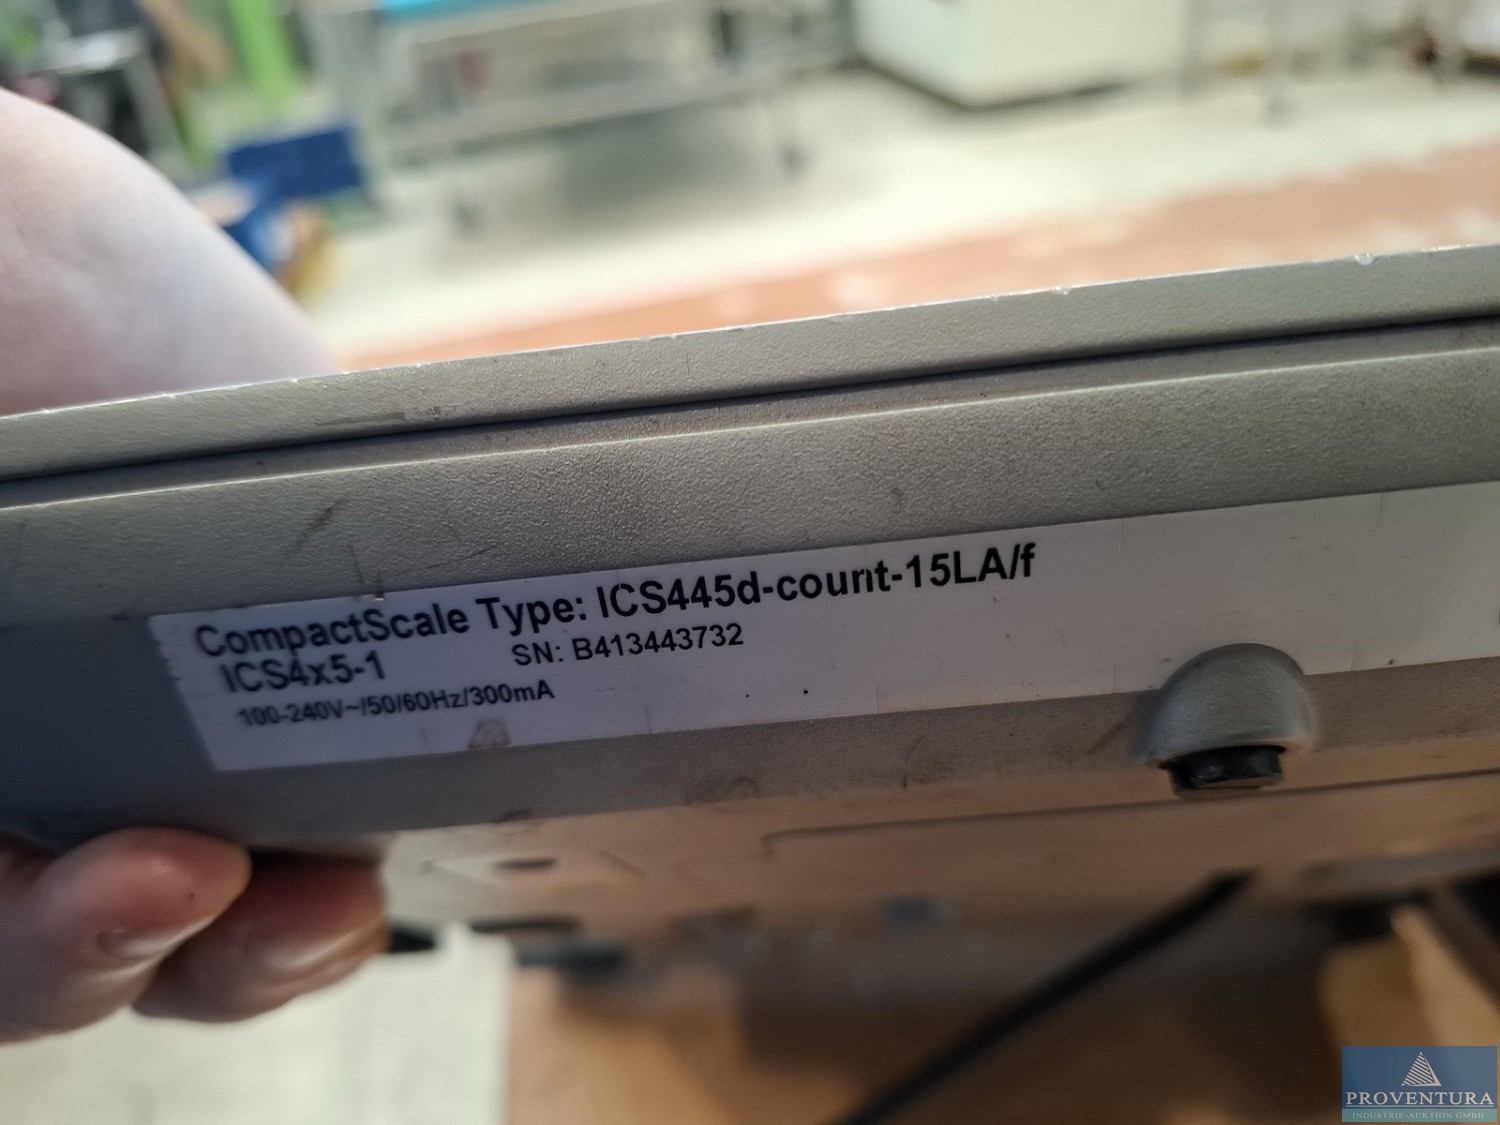 CompactScale Type: ICS445d-count-15LA/f
ICS4x5-1 SN: B413443732
100-240V~/50/60Hz/300mA
PROVENTURA
INDUSTRIE-AUKTION GMBH